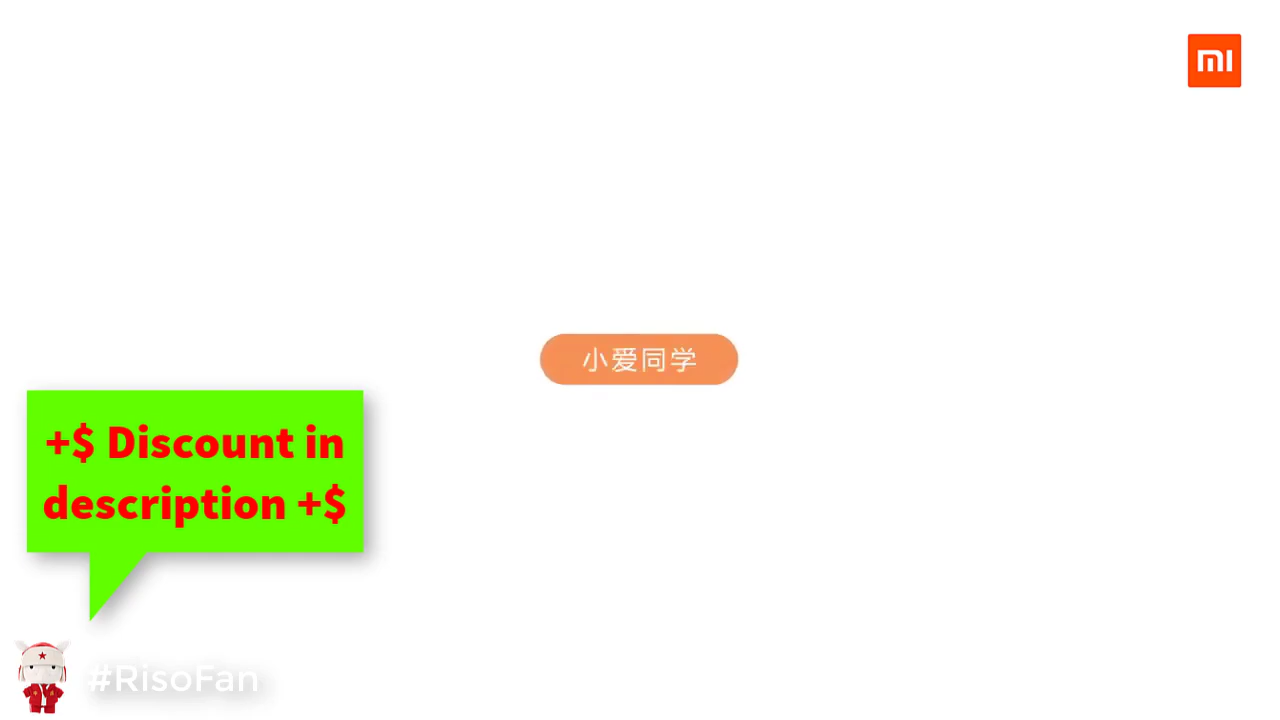 mi
小爱同学
+$ Discount in
description +$
#RisoFan